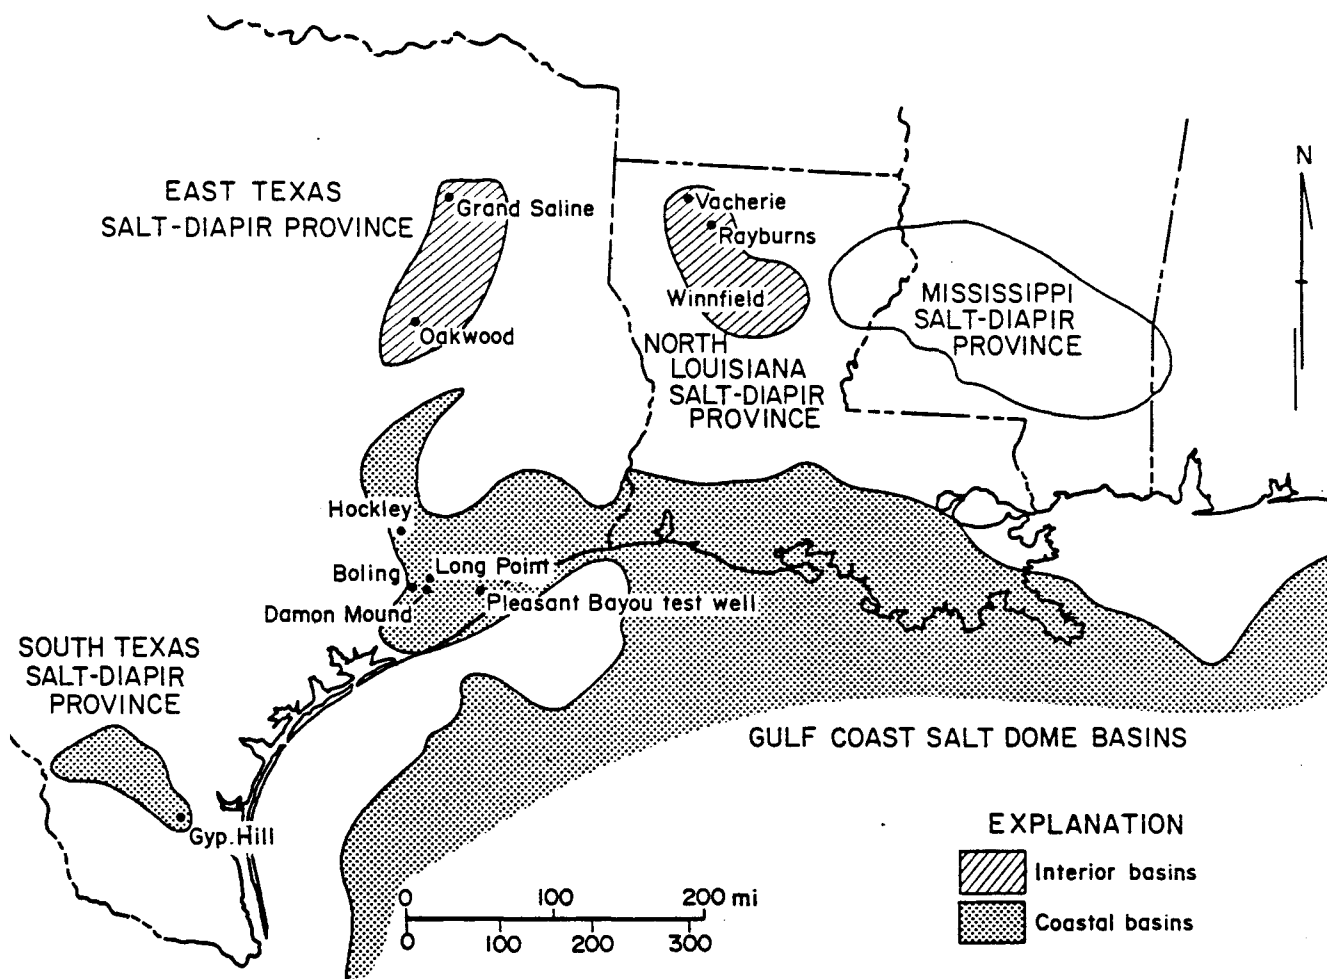 N
EAST TEXAS
SALT-DIAPIR PROVINCE
Grand Saline
Oakwood
Vacherie
Rayburns
Winnfield
NORTH
LOUISIANA
SALT-DIAPIR
PROVINCE
MISSISSIPPI
SALT-DIAPIR
PROVINCE
Hockley
Boling
Long Point
Damon Mound
Pleasant Bayou test well
SOUTH TEXAS
SALT-DIAPIR
PROVINCE
Gyp. Hill
GULF COAST SALT DOME BASINS
EXPLANATION
Interior basins
Coastal basins
0 100 200 mi
0 100 200 300